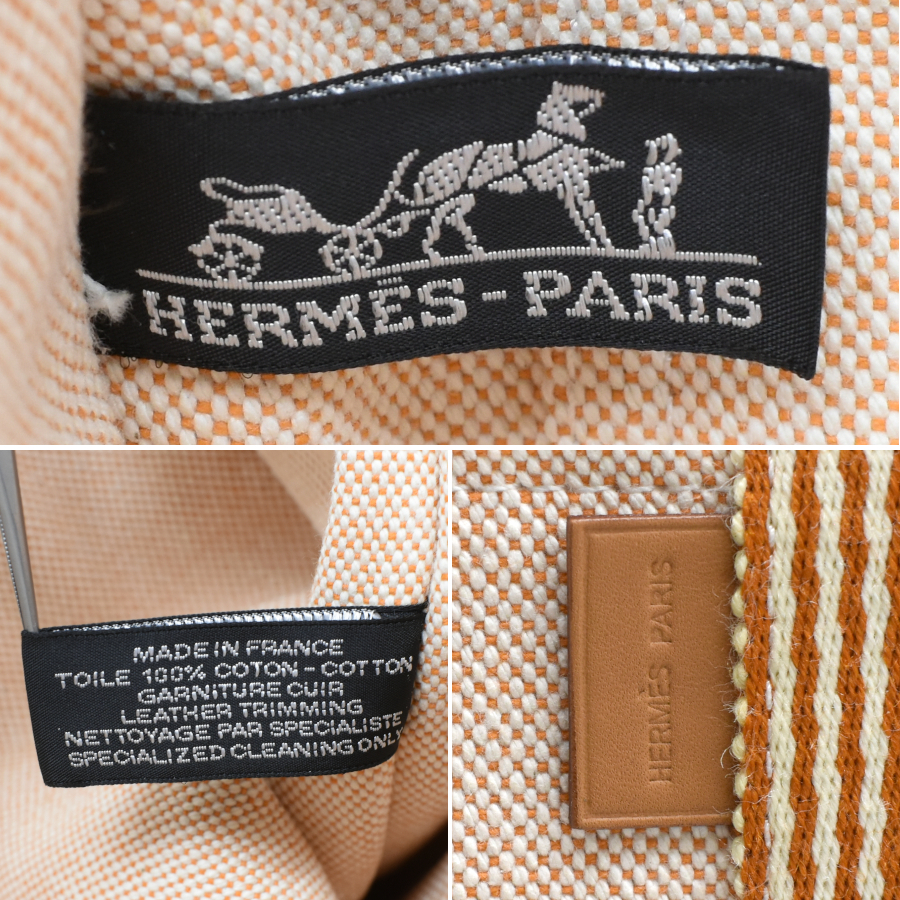 HERMËS-PARIS
MADE IN FRANCE
TOILE 100% COTON-COTTON
GARNITURE CUIR
LEATHER TRIMMING
NETTOYAGE PAR SPECIALISTE
SPECIALIZED CLEANING ONLY
HERMÈS PARIS